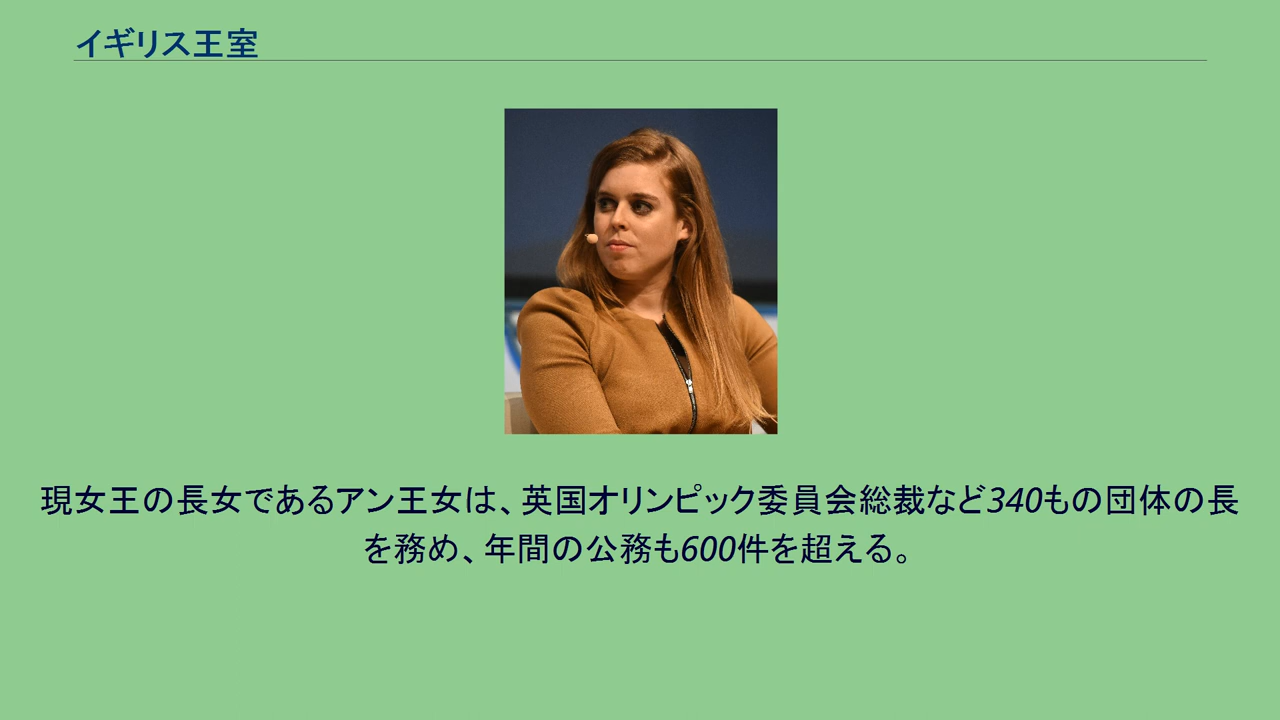 イギリス王室
現女王の長女であるアン王女は、英国オリンピック委員会総裁など340もの団体の長
を務め、年間の公務も600件を超える。